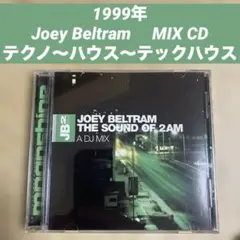 1999年
Joey Beltram MIX CD
テクノ～ハウス～テックハウス
JB²
JOEY BELTRAM
THE SOUND OF 2AM
A DJ MIX
moonshine